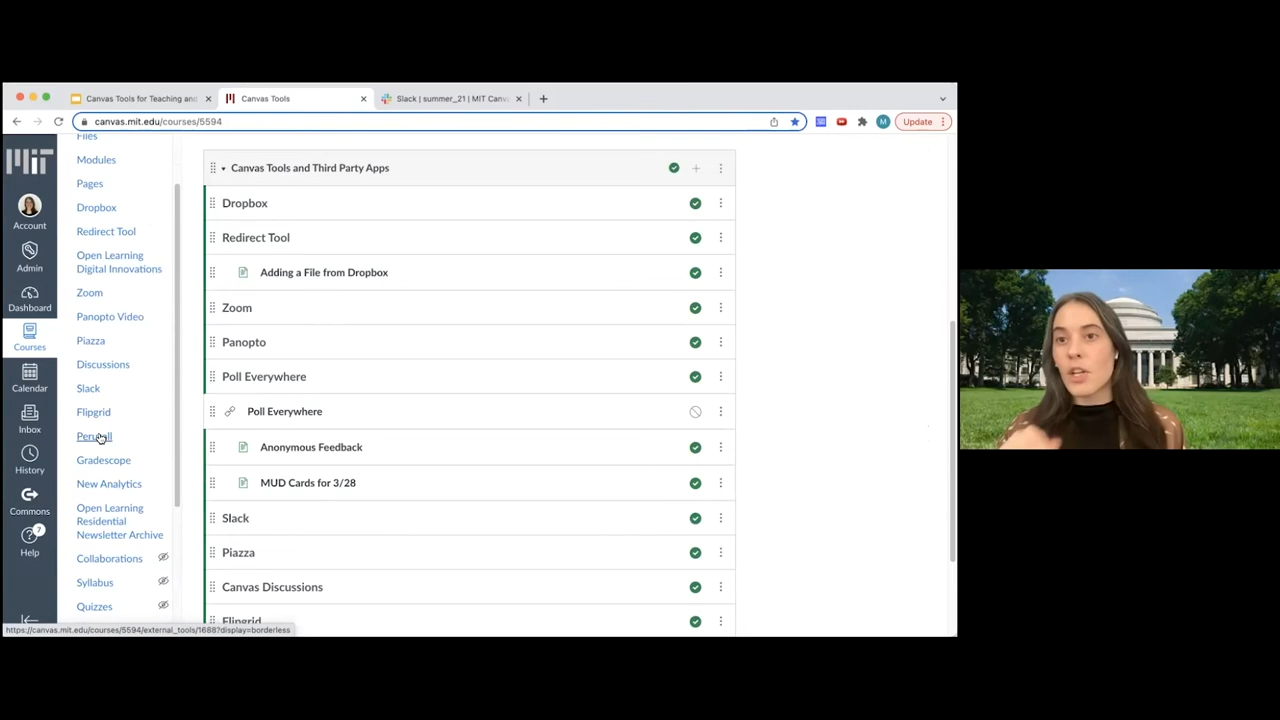 Canvas Tools for Teaching and
Canvas Tools
Slack | summer_21 | MIT Canv
canvas.mit.edu/courses/5594
M
Update
MIT
Account
Admin
Dashboard
Courses
Calendar
Inbox
History
Commons
7
Help
Files
Modules
Pages
Dropbox
Redirect Tool
Open Learning
Digital Innovations
Zoom
Panopto Video
Piazza
Discussions
Slack
Flipgrid
Perusall
Gradescope
New Analytics
Open Learning
Residential
Newsletter Archive
Collaborations
Syllabus
Quizzes
Canvas Tools and Third Party Apps
Dropbox
Redirect Tool
Adding a File from Dropbox
Zoom
Panopto
Poll Everywhere
Poll Everywhere
Anonymous Feedback
MUD Cards for 3/28
Slack
Piazza
Canvas Discussions
Flipgrid
https://canvas.mit.edu/courses/5594/external_tools/1688?display=borderless